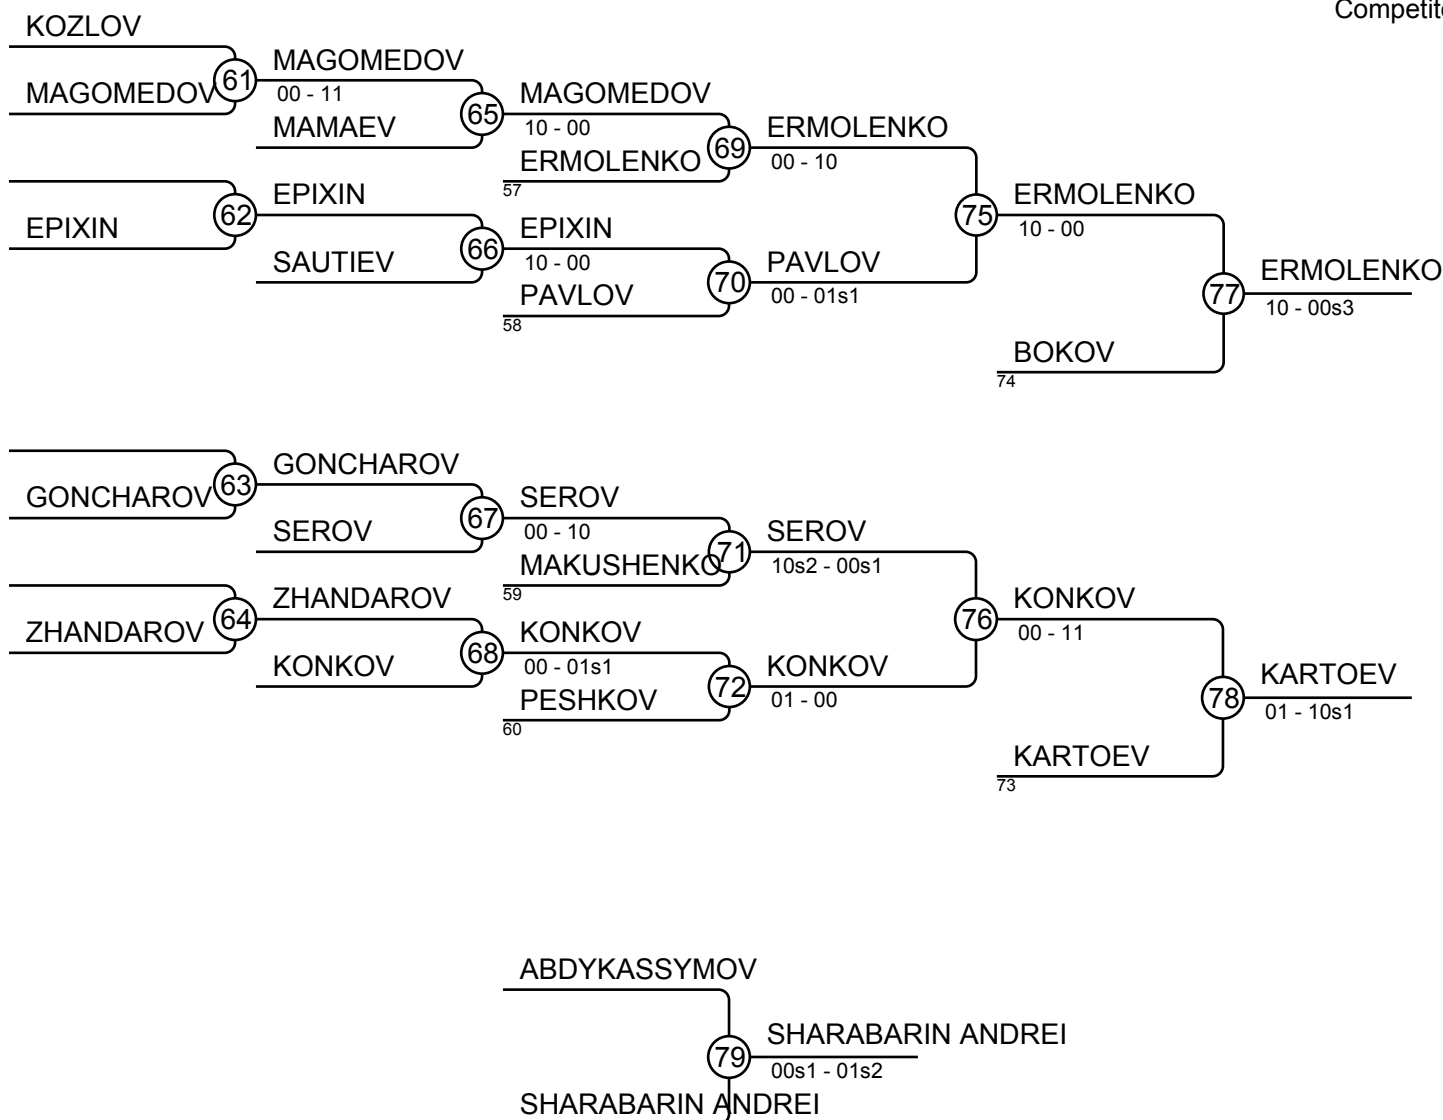 Competit
KOZLOV
MAGOMEDOV
61
MAGOMEDOV
00 - 11
MAMAEV
65
MAGOMEDOV
10 - 00
ERMOLENKO
57
69
ERMOLENKO
00 - 10
EPIXIN
62
EPIXIN
SAUTIEV
66
EPIXIN
10 - 00
PAVLOV
58
70
PAVLOV
00 - 01s1
75
ERMOLENKO
10 - 00
BOKOV
74
77
ERMOLENKO
10 - 00s3
GONCHAROV
63
GONCHAROV
SEROV
67
SEROV
00 - 10
MAKUSHENKO
59
71
SEROV
10s2 - 00s1
ZHANDAROV
64
ZHANDAROV
KONKOV
68
KONKOV
00 - 01s1
PESHKOV
60
72
KONKOV
01 - 00
76
KONKOV
00 - 11
KARTOEV
73
78
KARTOEV
01 - 10s1
ABDYKASSYMOV
79
SHARABARIN ANDREI
00s1 - 01s2
SHARABARIN ANDREI